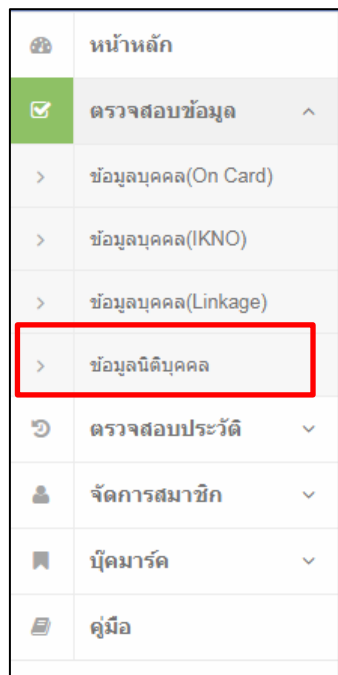 หน้าหลัก
ตรวจสอบข้อมูล
ข้อมูลบุคคล(On Card)
ข้อมูลบุคคล(IKNO)
ข้อมูลบุคคล(Linkage)
ข้อมูลนิติบุคคล
ตรวจสอบประวัติ
จัดการสมาชิก
บุ๊คมาร์ค
คู่มือ